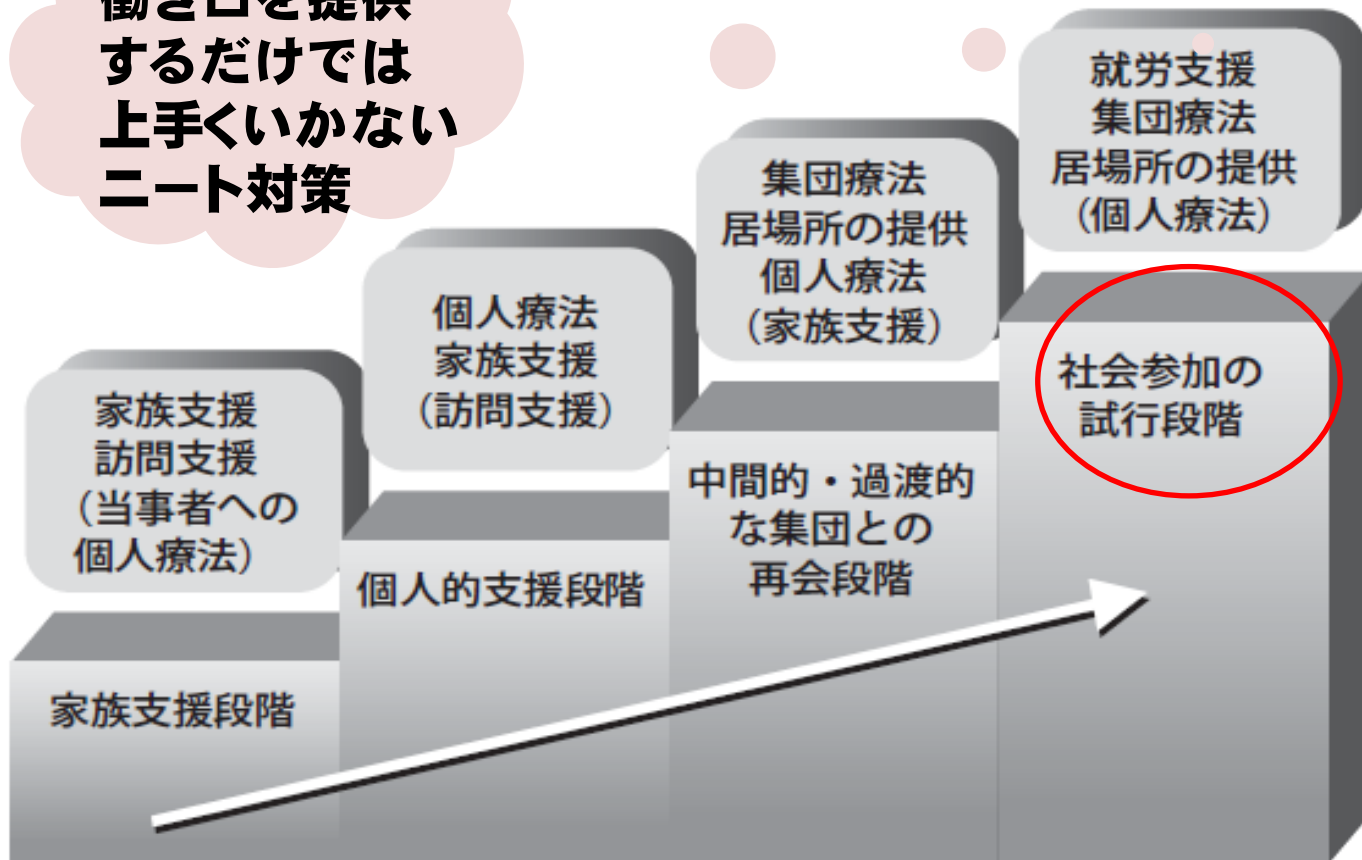 働き口を提供
するだけでは
上手くいかない
ニート対策
家族支援
訪問支援
（当事者への
個人療法）
家族支援段階
個人療法
家族支援
（訪問支援）
個人的支援段階
集団療法
居場所の提供
個人療法
（家族支援）
中間的・過渡的
な集団との
再会段階
就労支援
集団療法
居場所の提供
（個人療法）
社会参加の
試行段階